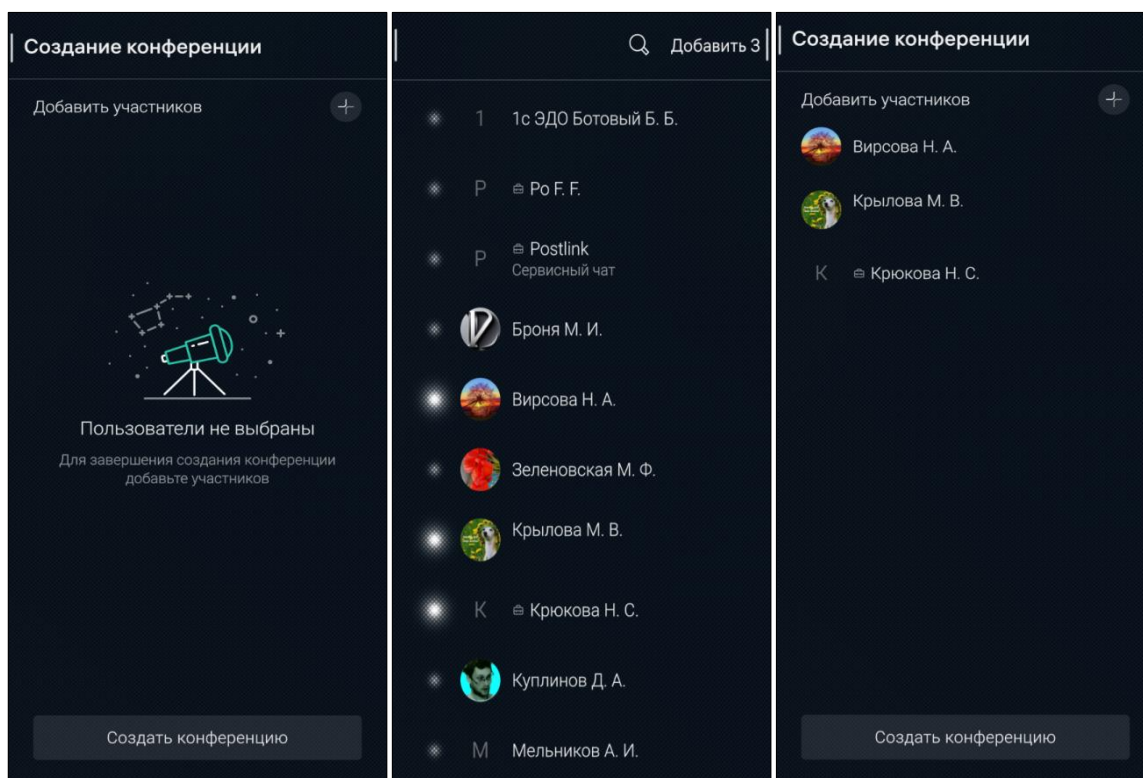 Создание конференции
Добавить участников
Пользователи не выбраны
Для завершения создания конференции
добавьте участников
Создать конференцию
Добавить 3
1 1с ЭДО Ботовый Б. Б.
P Po F. F.
P Postlink
Сервисный чат
Броня М. И.
Вирсова Н. А.
Зеленовская М. Ф.
Крылова М. В.
К Крюкова Н. С.
Куплинов Д. А.
М Мельников А. И.
Создание конференции
Добавить участников
Вирсова Н. А.
Крылова М. В.
К Крюкова Н. С.
Создать конференцию